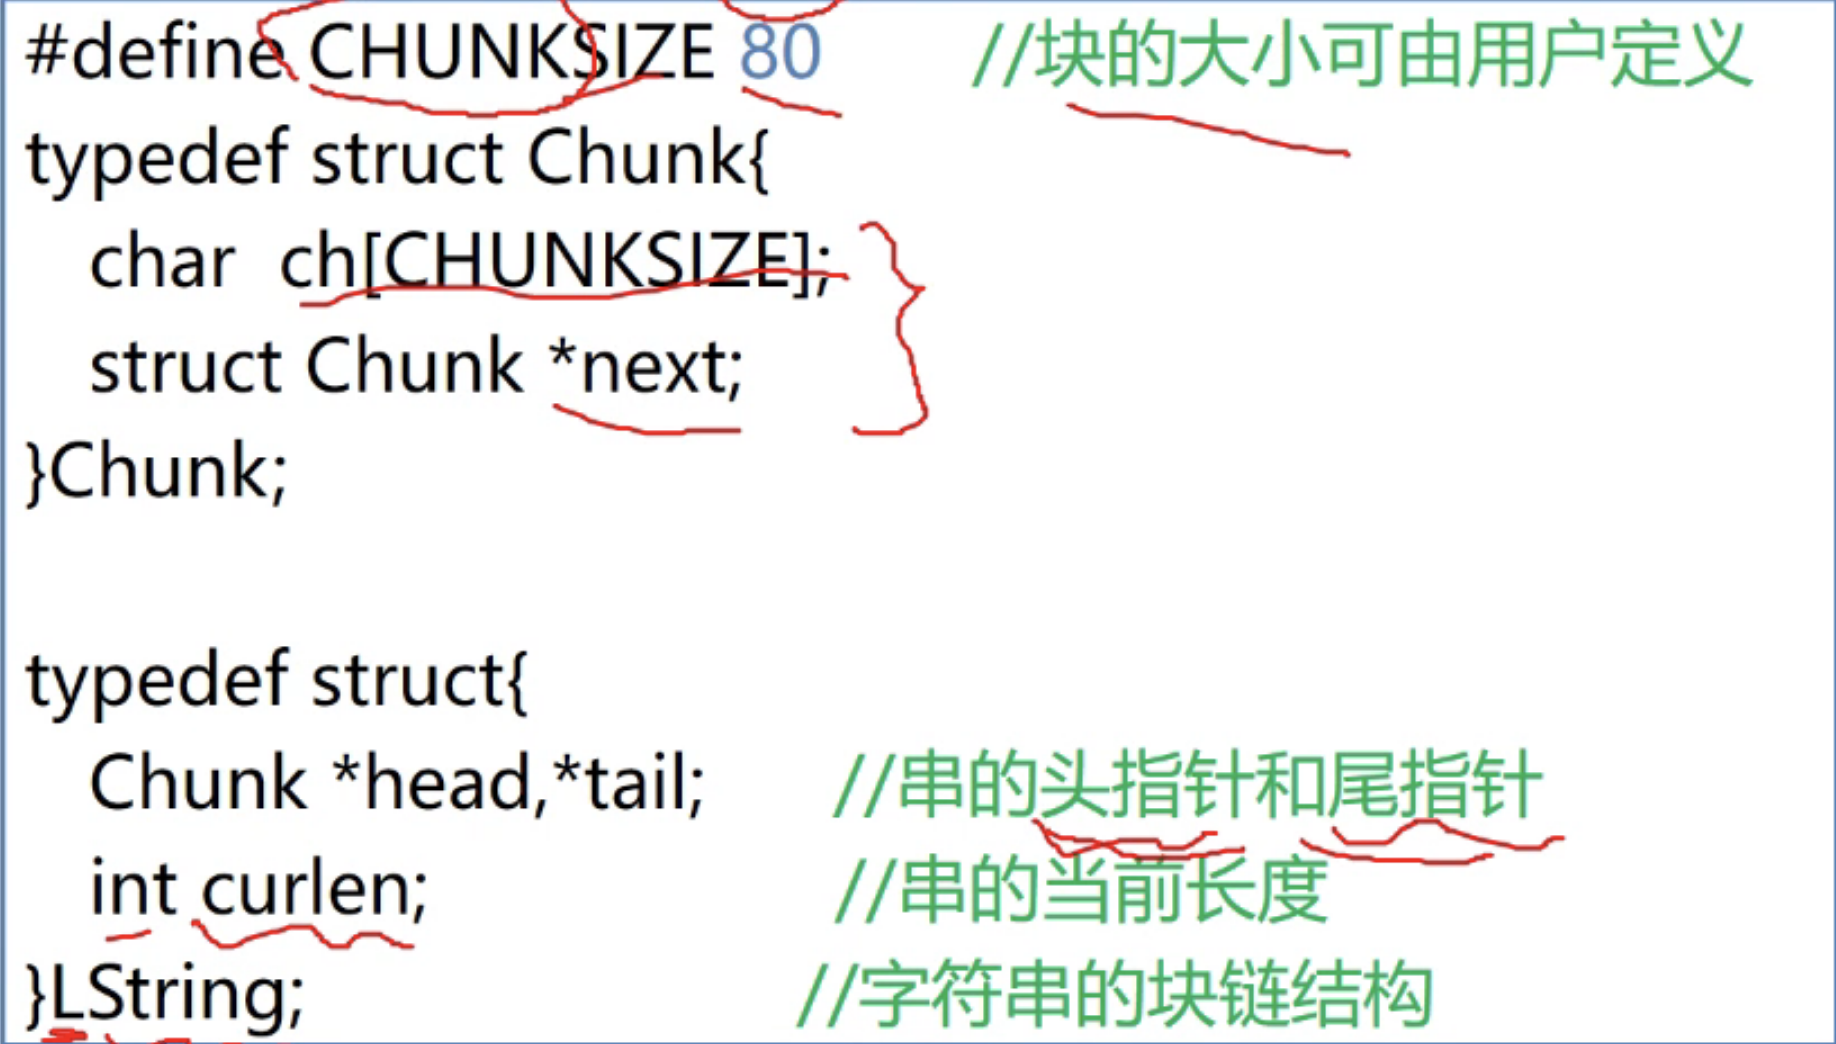 #define CHUNKSIZE 80 //块的大小可由用户定义
typedef struct Chunk{
char ch[CHUNKSIZE];
struct Chunk *next;
}Chunk;
typedef struct{
Chunk *head,*tail; //串的头指针和尾指针
int curlen; //串的当前长度
}LString; //字符串的块链结构